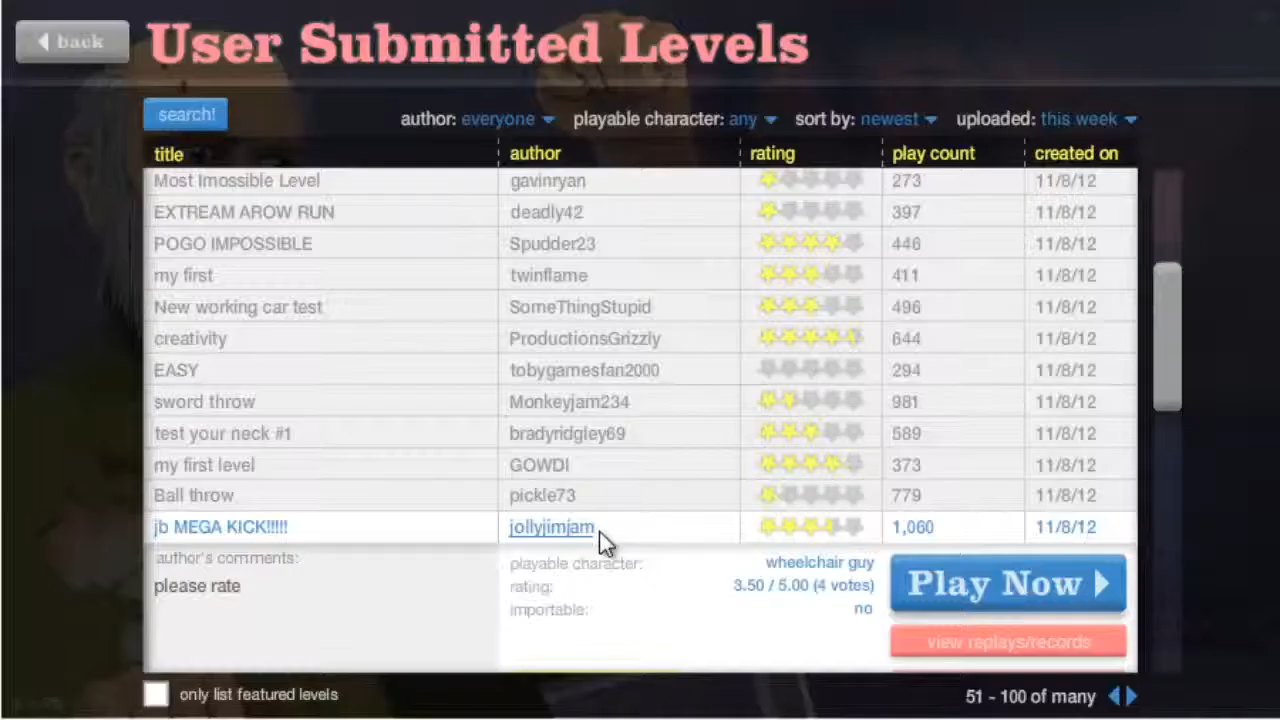 back
User Submitted Levels
search!
author: everyone playable character: any sort by: newest uploaded: this week
title author rating play count created on
Most Imossible Level gavinryan 273 11/8/12
EXTREAM AROW RUN deadly42 397 11/8/12
POGO IMPOSSIBLE Spudder23 446 11/8/12
my first twinflame 411 11/8/12
New working car test SomeThingStupid 496 11/8/12
creativity ProductionsGrizzly 644 11/8/12
EASY tobygamesfan2000 294 11/8/12
sword throw Monkeyjam234 981 11/8/12
test your neck #1 bradyridgley69 589 11/8/12
my first level GOWDI 373 11/8/12
Ball throw pickle73 779 11/8/12
jb MEGA KICK!!!!! jollyjimjam 1,060 11/8/12
author's comments:
please rate
playable character: wheelchair guy
rating: 3.50 / 5.00 (4 votes)
importable: no
Play Now
view replays/records
only list featured levels
51 - 100 of many